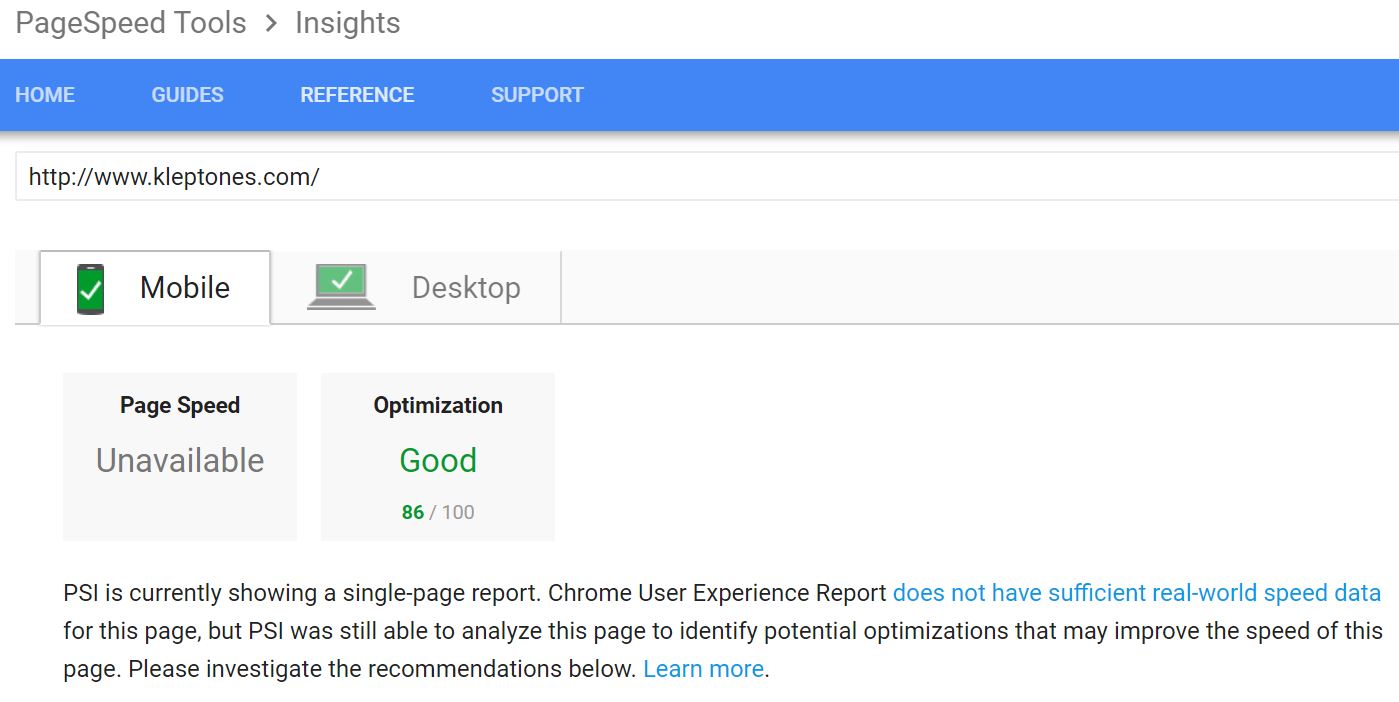 PageSpeed Tools > Insights
HOME GUIDES REFERENCE SUPPORT
http://www.kleptones.com/
Mobile Desktop
Page Speed Optimization
Unavailable Good
86 / 100
PSI is currently showing a single-page report. Chrome User Experience Report does not have sufficient real-world speed data
for this page, but PSI was still able to analyze this page to identify potential optimizations that may improve the speed of this
page. Please investigate the recommendations below. Learn more.